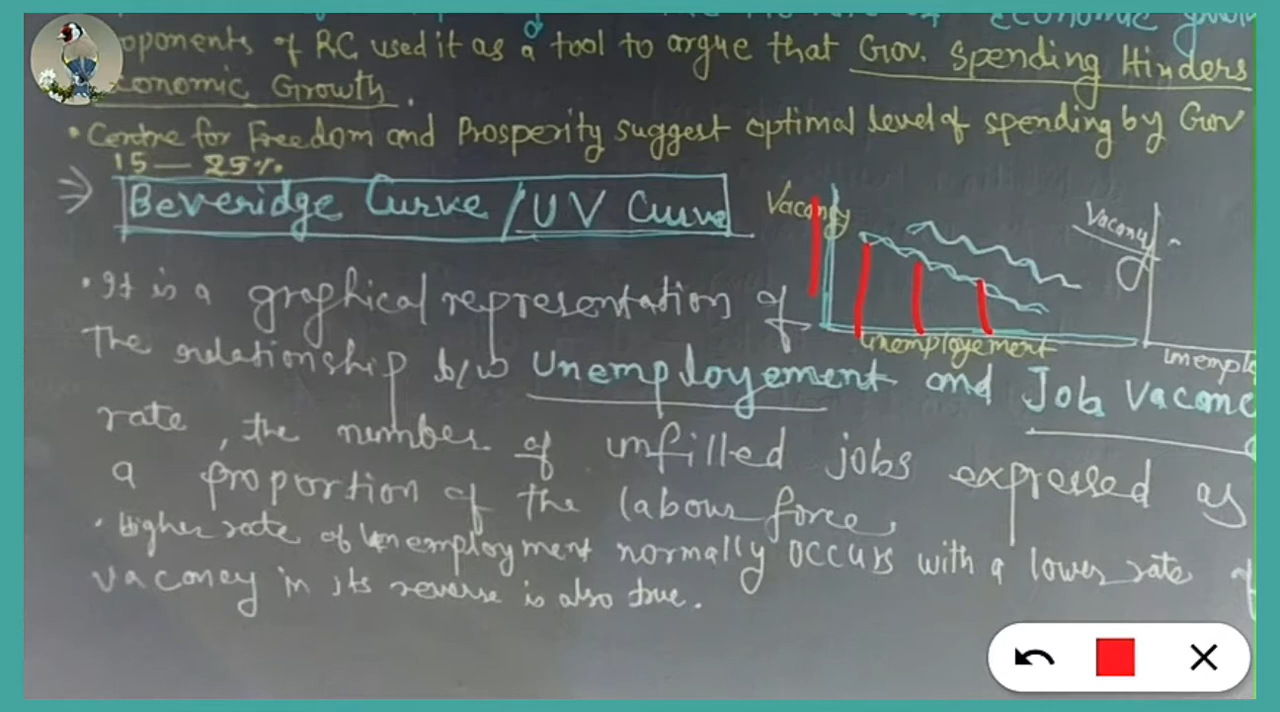 economic grow
ponents of RC used it as a tool to argue that Gov. Spending Hinders
conomic Growth.
• Centre for Freedom and Prosperity suggest optimal level of spending by Gov
15 — 25%.
⇒ Beveridge Curve / UV Curve
Vacancy
Vacancy
• It is a graphical representation of
Unemployement
unemplo
the relationship b/w Unemployement and Job Vacanc
rate, the number of unfilled jobs expressed as
a proportion of the labour force.
• Higher rate of Unemployment normally occurs with a lower rate of
vacancy in its reverse is also true.